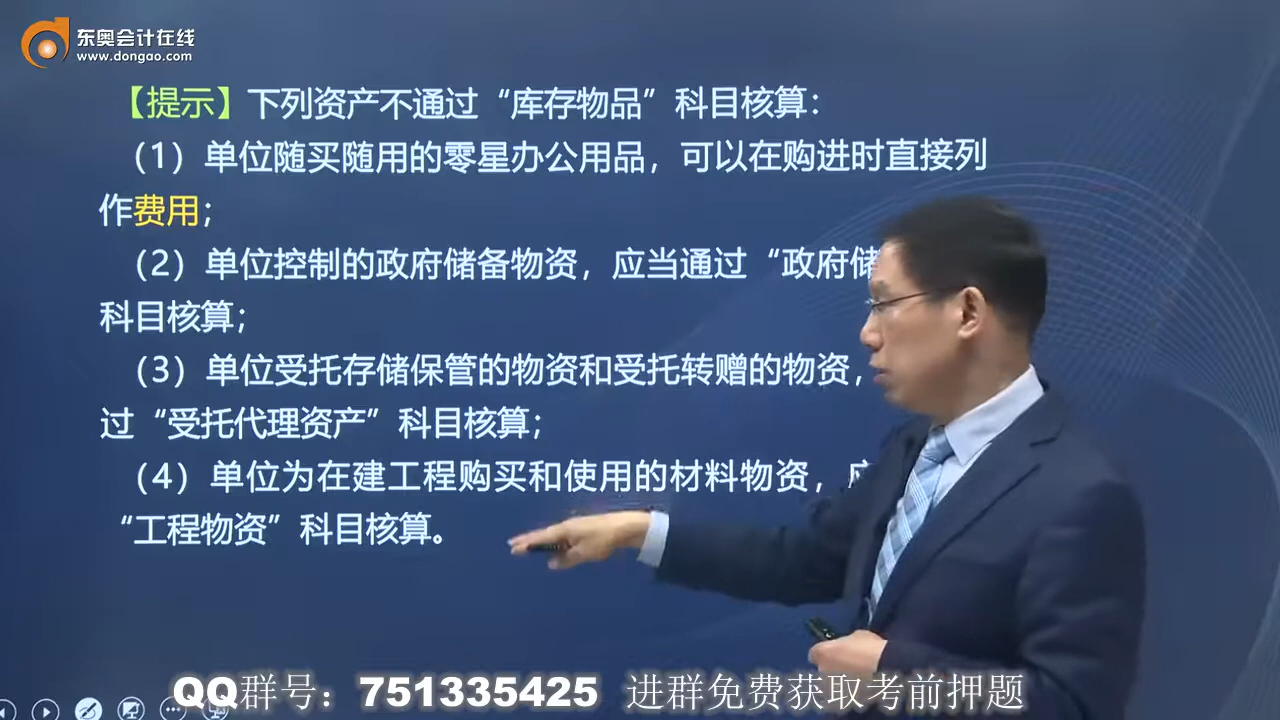 东奥会计在线
www.dongao.com
【提示】下列资产不通过“库存物品”科目核算：
（1）单位随买随用的零星办公用品，可以在购进时直接列
作费用；
（2）单位控制的政府储备物资，应当通过“政府储
科目核算；
（3）单位受托存储保管的物资和受托转赠的物资，
过“受托代理资产”科目核算；
（4）单位为在建工程购买和使用的材料物资，应
“工程物资”科目核算。
QQ群号：751335425 进群免费获取考前押题